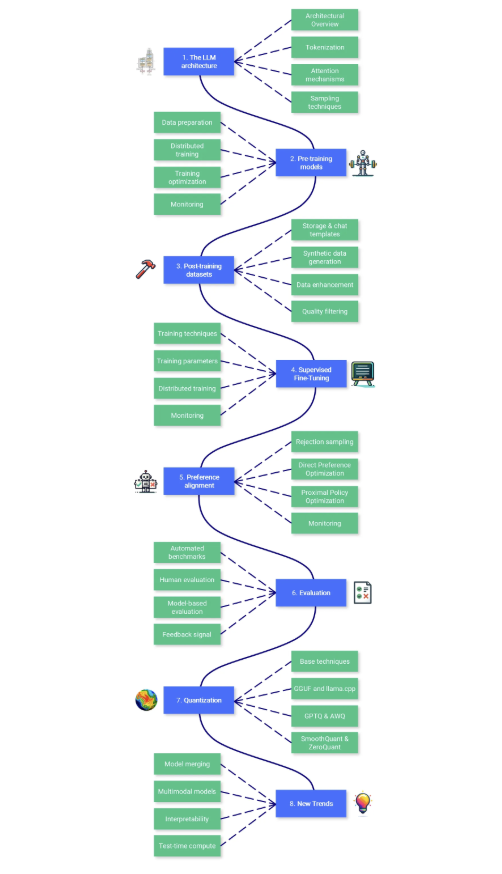 1. The LLM
architecture
Architectural
Overview
Tokenization
Attention
mechanisms
Sampling
techniques
2. Pre-training
models
Data preparation
Distributed
training
Training
optimization
Monitoring
3. Post-training
datasets
Storage & chat
templates
Synthetic data
generation
Data enhancement
Quality filtering
4. Supervised
Fine-Tuning
Training techniques
Training parameters
Distributed training
Monitoring
5. Preference
alignment
Rejection sampling
Direct Preference
Optimization
Proximal Policy
Optimization
Monitoring
6. Evaluation
Automated
benchmarks
Human evaluation
Model-based
evaluation
Feedback signal
7. Quantization
Base techniques
GGUF and llama.cpp
GPTQ & AWQ
SmoothQuant &
ZeroQuant
8. New Trends
Model merging
Multimodal models
Interpretability
Test-time compute